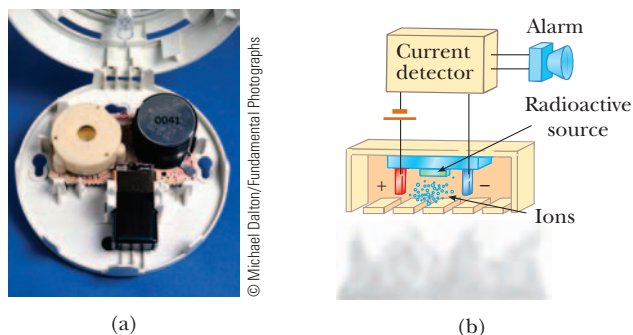 0041
© Michael Dalton/Fundamental Photographs
(a)
Alarm
Current
detector
Radioactive
source
+
−
Ions
(b)